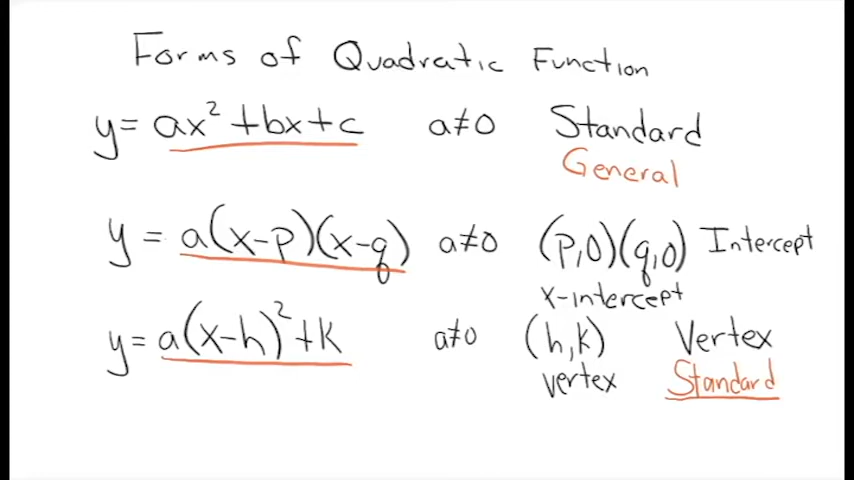 Forms of Quadratic Function
y = ax² + bx + c a≠0 Standard
General
y = a(x-p)(x-q) a≠0 (p,0)(q,0) Intercept
x-intercept
y = a(x-h)² + k a≠0 (h,k) Vertex
vertex Standard